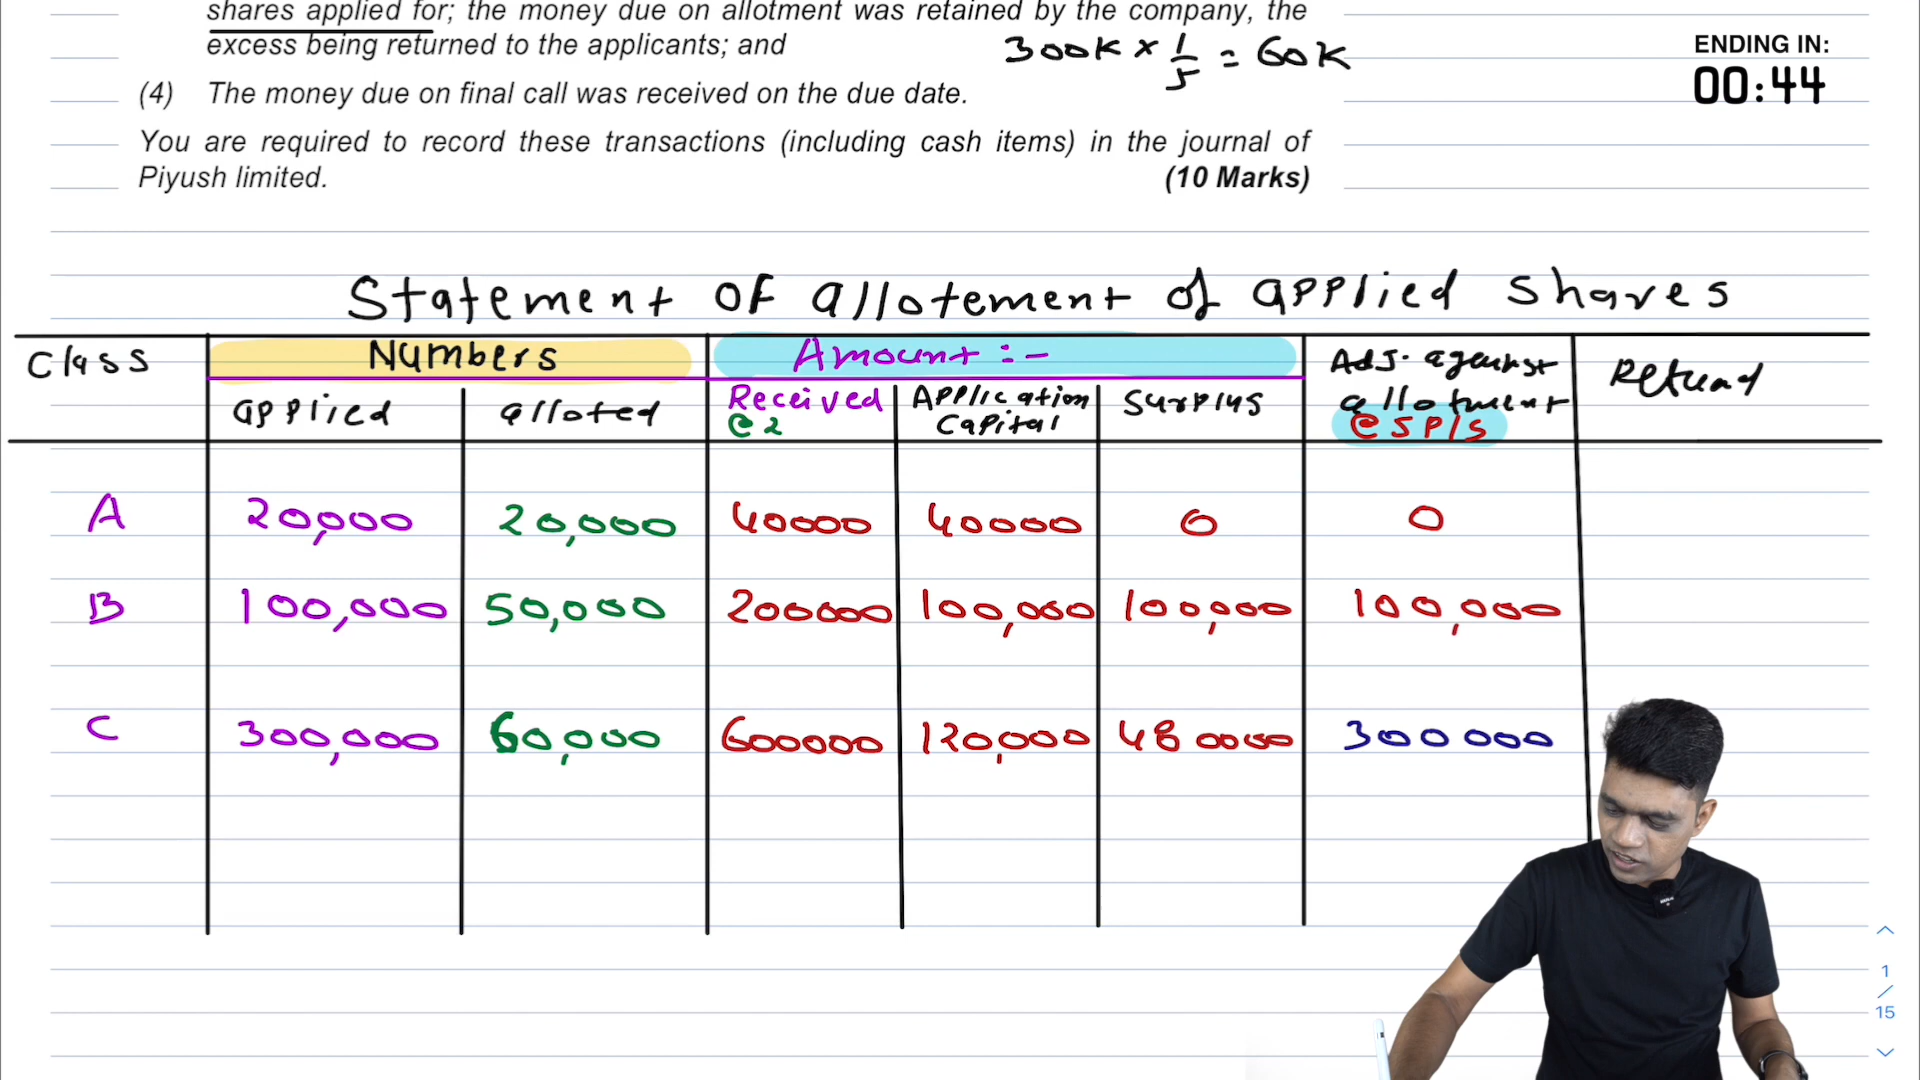 shares applied for; the money due on allotment was retained by the company, the
excess being returned to the applicants; and
300K × 1/5 = 60K
ENDING IN:
00:44
(4) The money due on final call was received on the due date.
You are required to record these transactions (including cash items) in the journal of
Piyush limited. (10 Marks)
Statement of allotement of applied shares
Class
Numbers
Amount :-
Adj. against allotment @ 5 P/S
Refund
applied
alloted
Received @2
Application Capital
Surplus
A 20,000 20,000 40000 40000 0 0
B 100,000 50,000 200000 100,000 100,000 100,000
C 300,000 60,000 600000 120,000 480000 300000
1
/
15